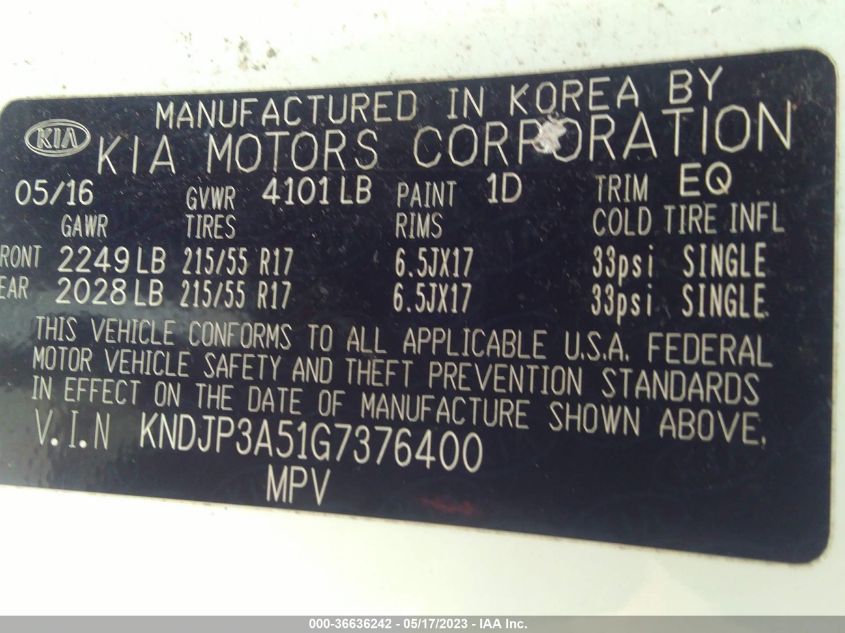 MANUFACTURED IN KOREA BY
KIA KIA MOTORS CORPORATION
05/16 GVWR 4101 LB PAINT 1D TRIM EQ
GAWR TIRES RIMS COLD TIRE INFL
RONT 2249 LB 215/55 R17 6.5JX17 33psi SINGLE
EAR 2028 LB 215/55 R17 6.5JX17 33psi SINGLE
THIS VEHICLE CONFORMS TO ALL APPLICABLE U.S.A. FEDERAL
MOTOR VEHICLE SAFETY AND THEFT PREVENTION STANDARDS
IN EFFECT ON THE DATE OF MANUFACTURE SHOWN ABOVE.
V.I.N KNDJP3A51G7376400
MPV
000-36636242 - 05/17/2023 - IAA Inc.